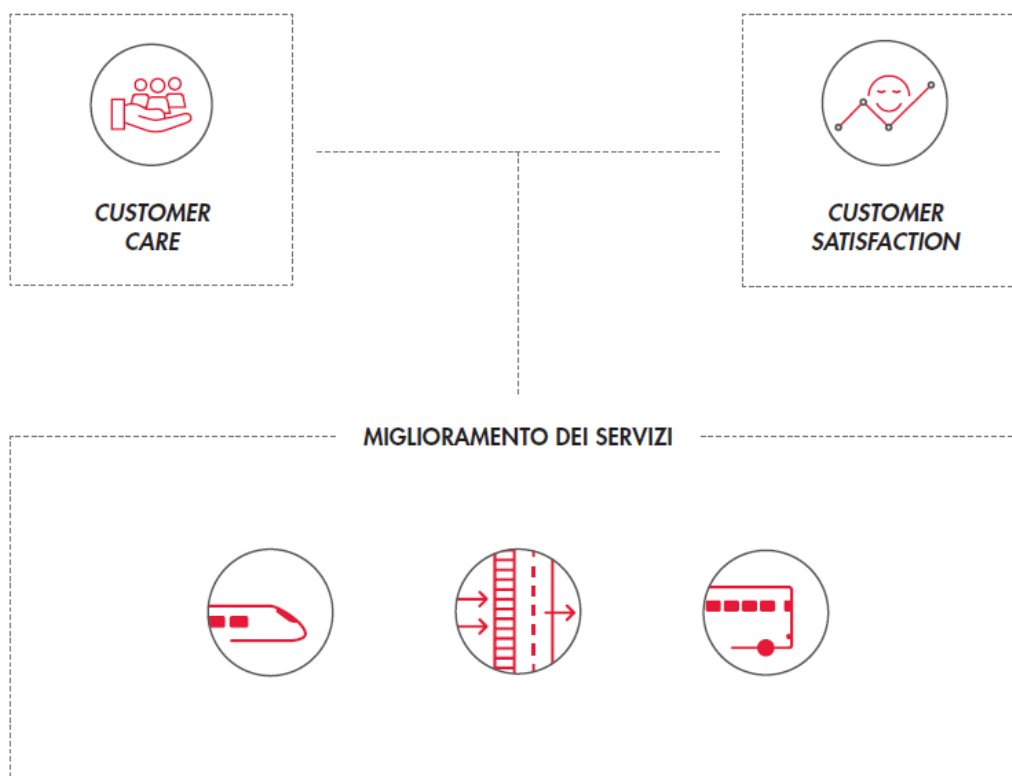 CUSTOMER
CARE
CUSTOMER
SATISFACTION
MIGLIORAMENTO DEI SERVIZI